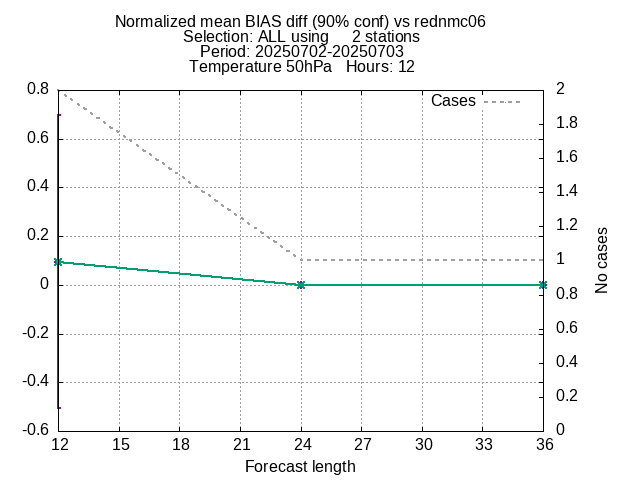 Normalized mean BIAS diff (90% conf) vs rednmc06
Selection: ALL using     2 stations
Period: 20250702-20250703
Temperature 50hPa   Hours: 12
Cases
0.8
0.6
0.4
0.2
0
-0.2
-0.4
-0.6
2
1.8
1.6
1.4
1.2
1
0.8
0.6
0.4
0.2
0
No cases
12 15 18 21 24 27 30 33 36
Forecast length